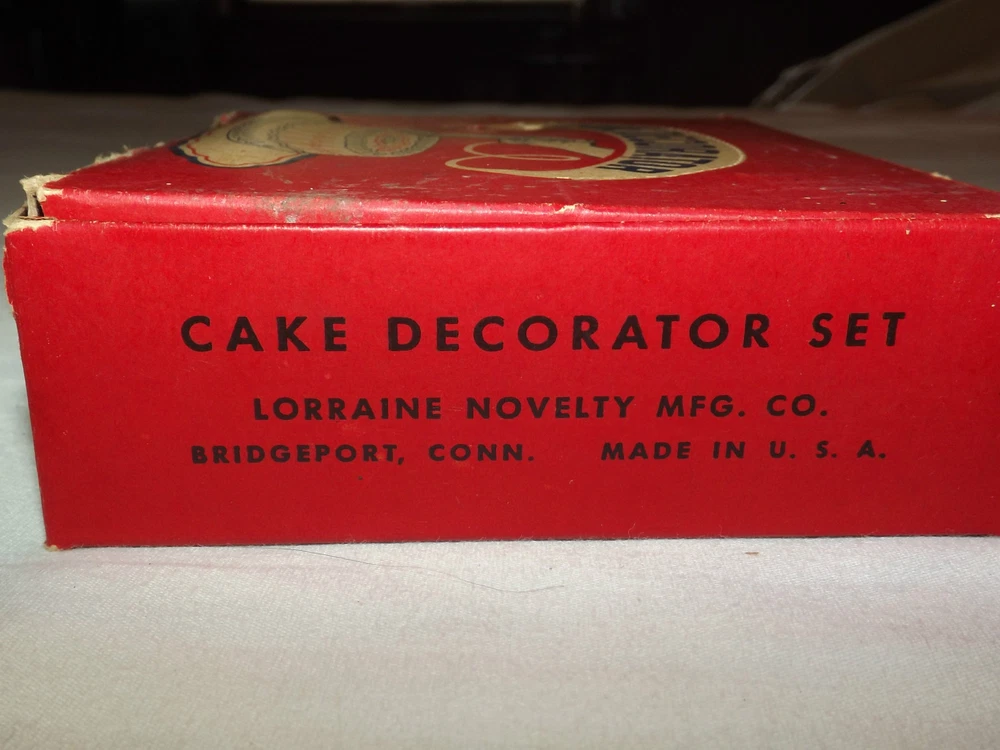 CAKE DECORATOR SET
LORRAINE NOVELTY MFG. CO.
BRIDGEPORT, CONN. MADE IN U. S. A.